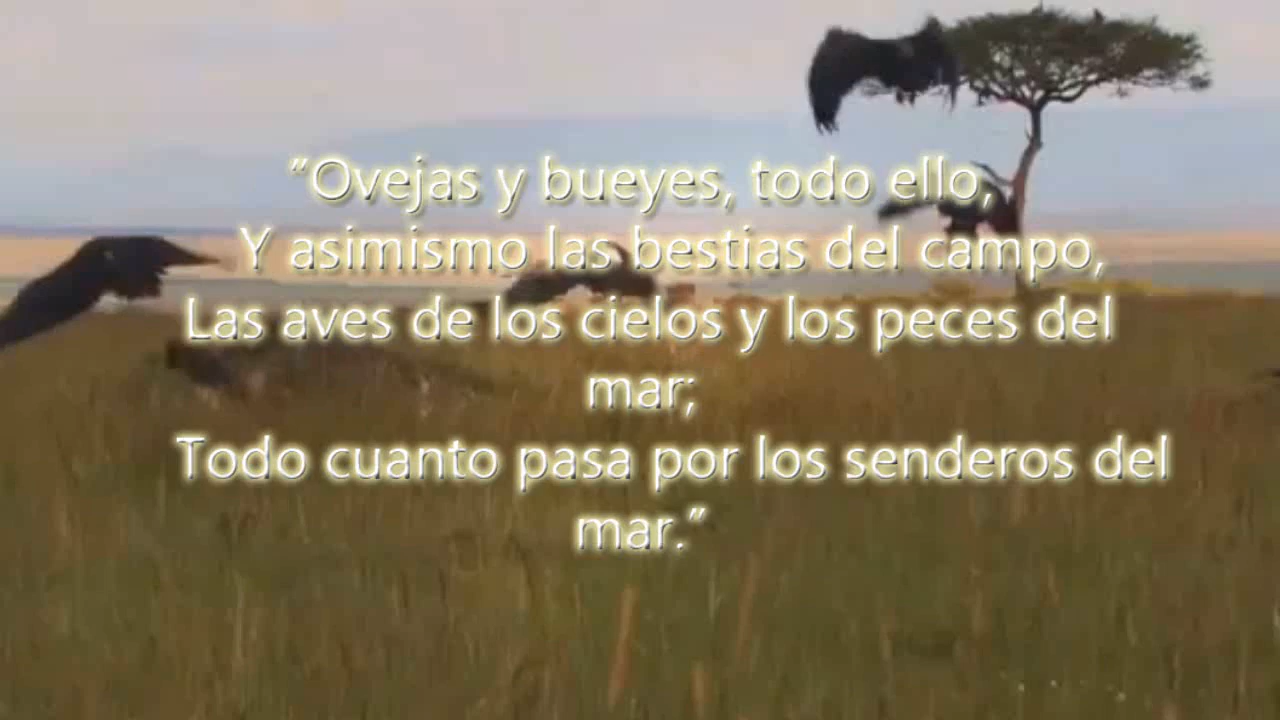 “Ovejas y bueyes, todo ello,
Y asimismo las bestias del campo,
Las aves de los cielos y los peces del
mar;
Todo cuanto pasa por los senderos del
mar.”